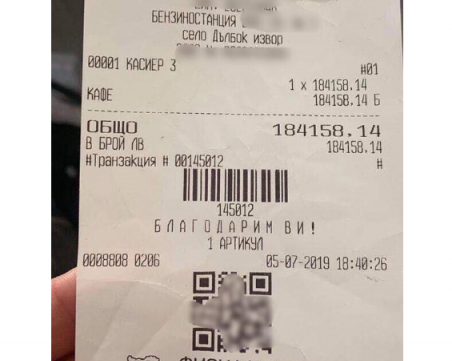 БЕНЗИНОСТАНЦИЯ
село Дълбок извор
00001 КАСИЕР 3 #01
1 x 184158.14
КАФЕ 184158.14 Б
ОБЩО 184158,14
В БРОЙ ЛВ 184158.14
#Транзакция # 00145012 #
145012
БЛАГОДАРИМ ВИ!
1 АРТИКУЛ
0008808 0206 05-07-2019 18:40:26